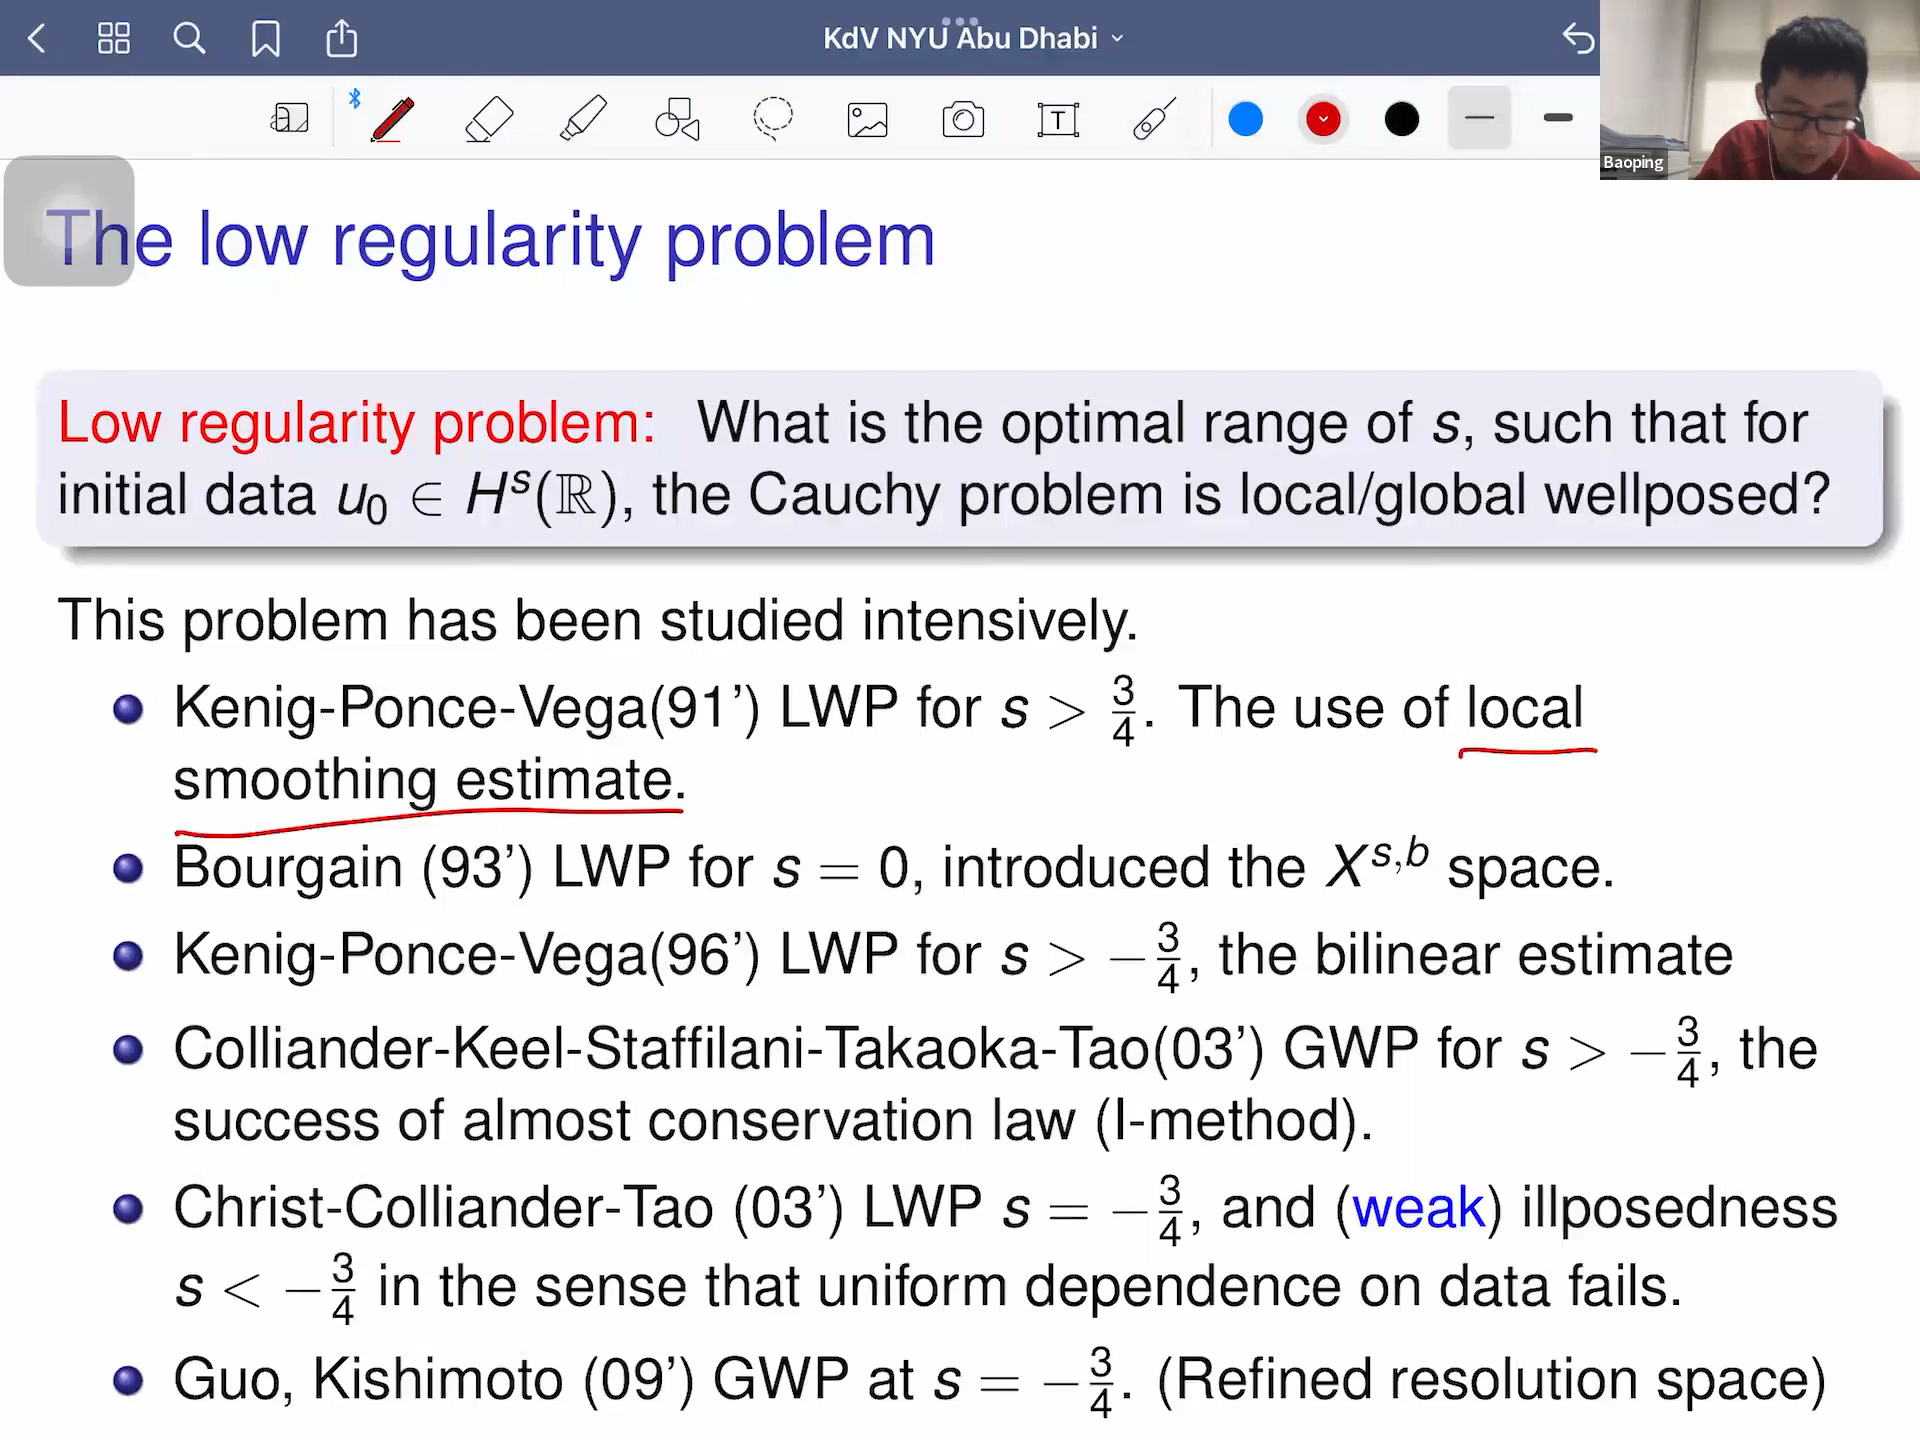 KdV NYU Abu Dhabi
T
Baoping
The low regularity problem
Low regularity problem: What is the optimal range of s, such that for
initial data u₀ ∈ Hˢ(ℝ), the Cauchy problem is local/global wellposed?
This problem has been studied intensively.
Kenig-Ponce-Vega(91') LWP for s > 3/4. The use of local
smoothing estimate.
Bourgain (93') LWP for s = 0, introduced the X^{s,b} space.
Kenig-Ponce-Vega(96') LWP for s > −3/4, the bilinear estimate
Colliander-Keel-Staffilani-Takaoka-Tao(03') GWP for s > −3/4, the
success of almost conservation law (I-method).
Christ-Colliander-Tao (03') LWP s = −3/4, and (weak) illposedness
s < −3/4 in the sense that uniform dependence on data fails.
Guo, Kishimoto (09') GWP at s = −3/4. (Refined resolution space)